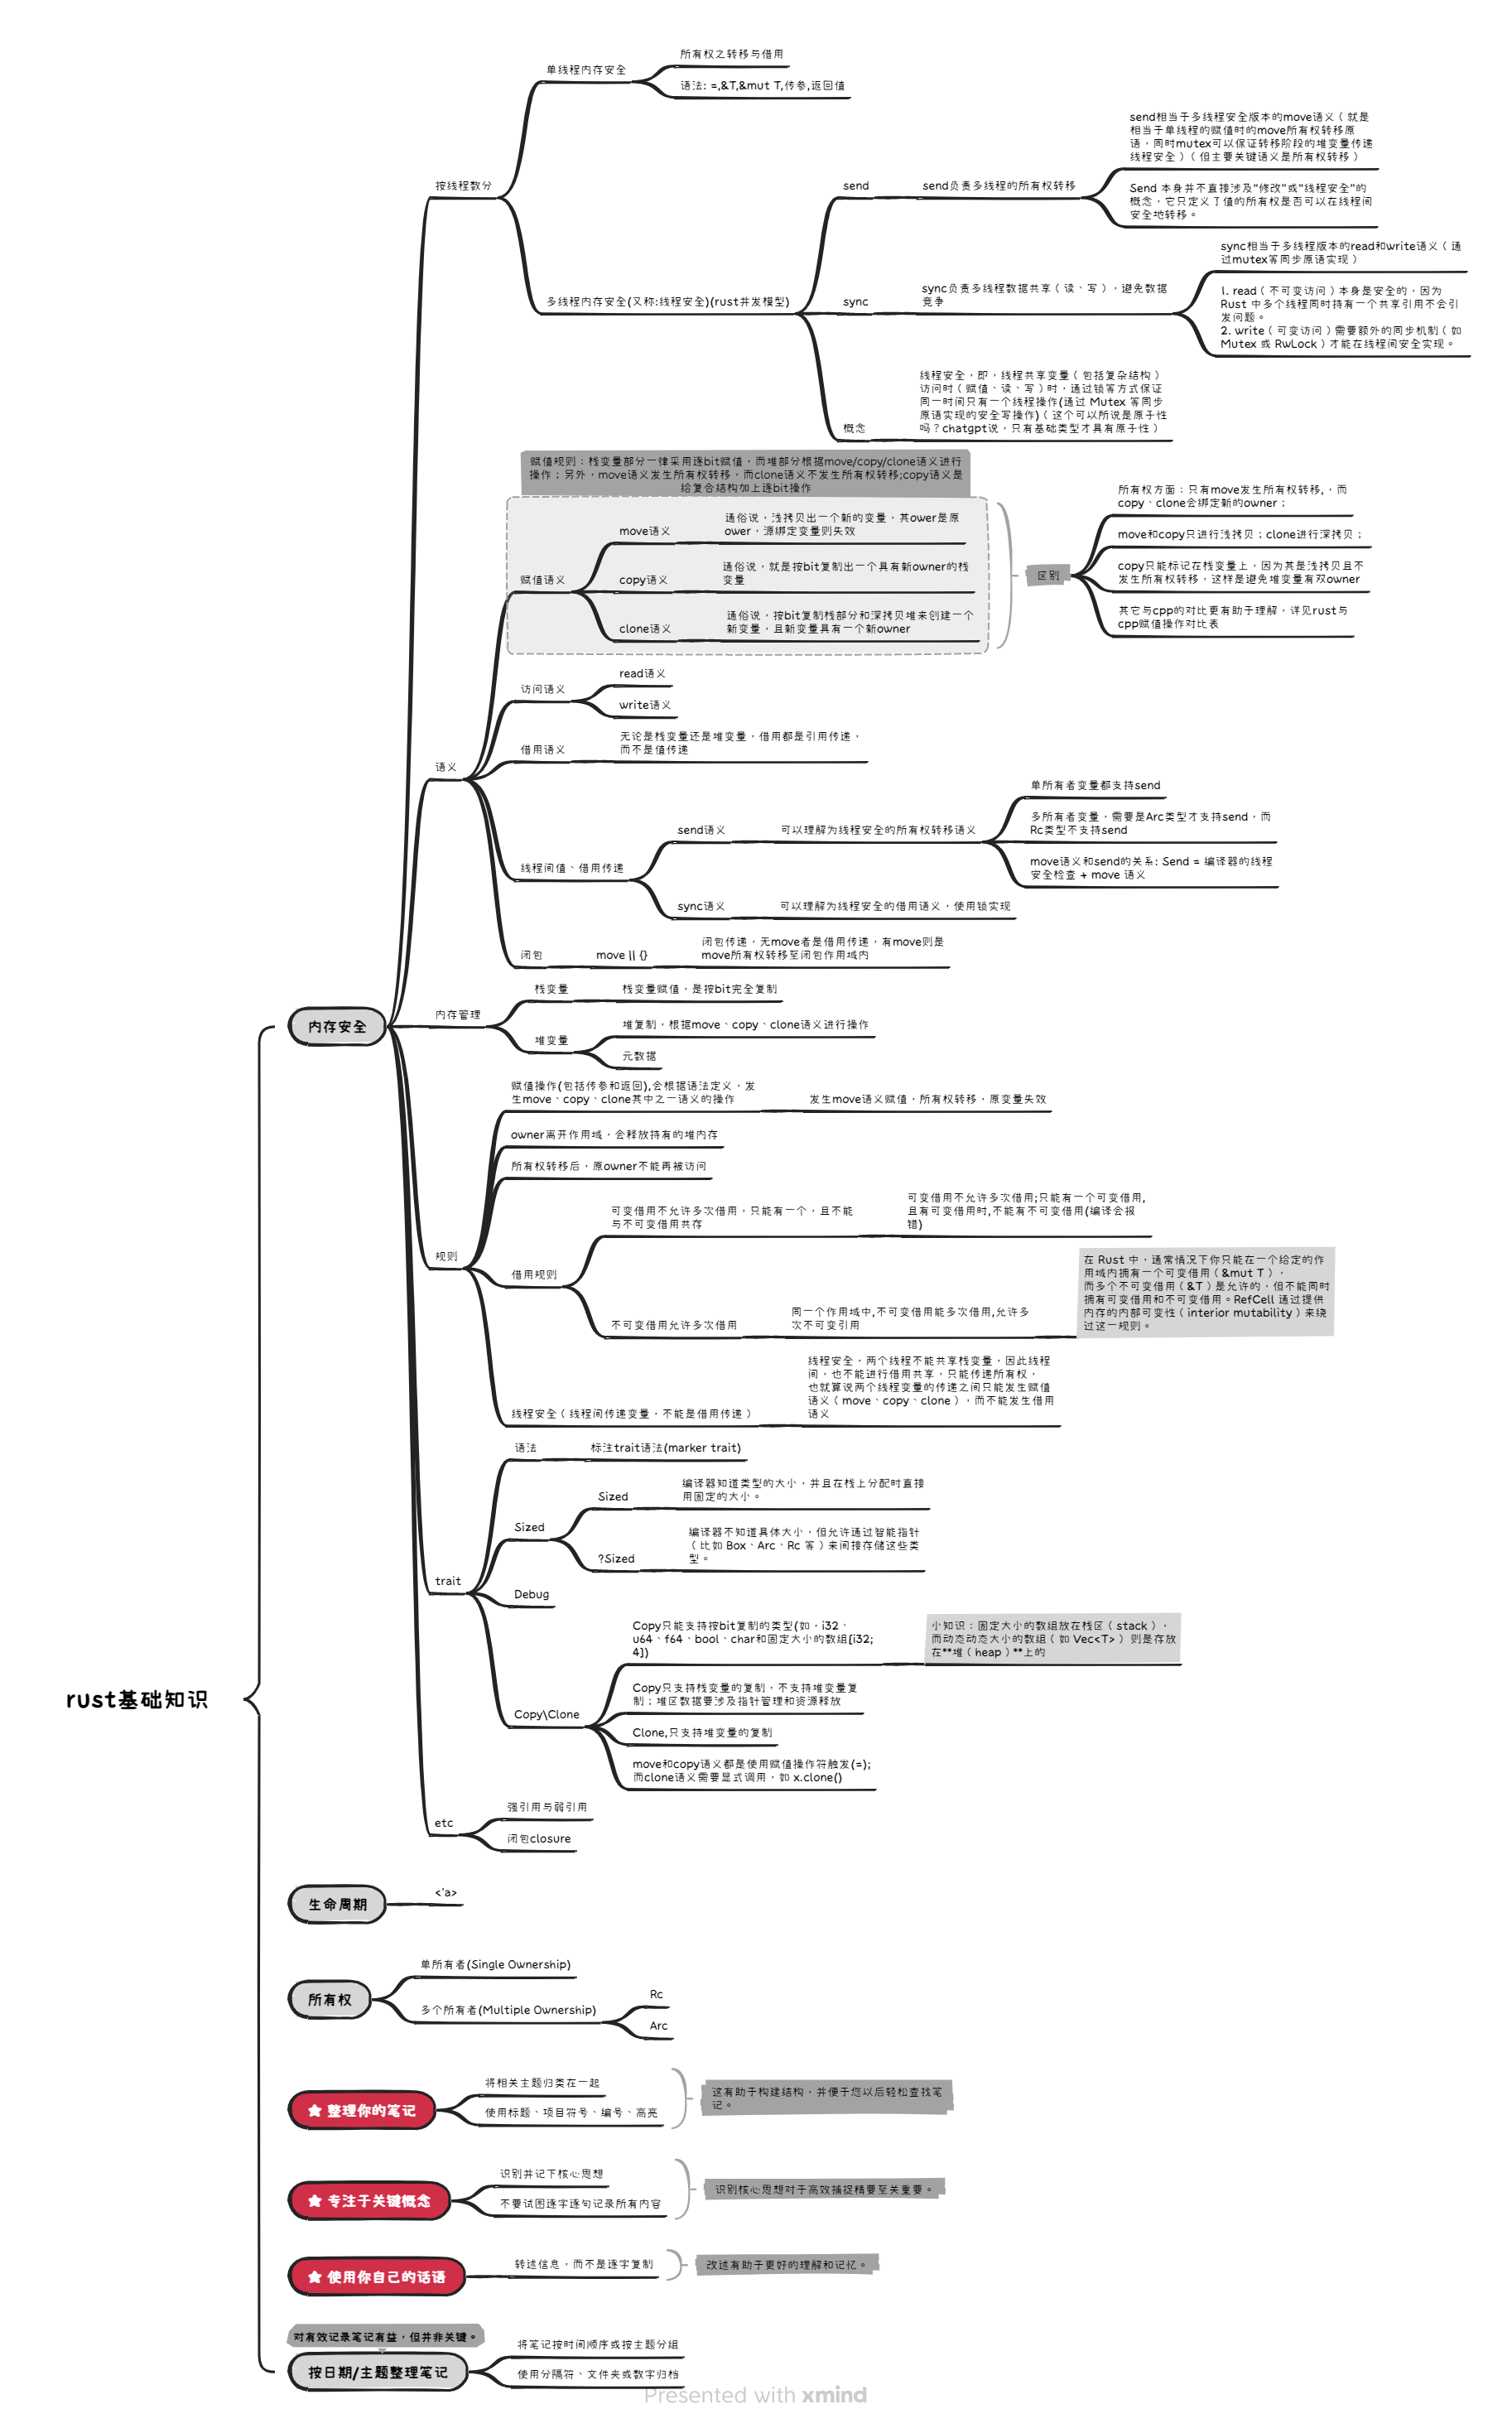 rust基础知识
内存安全
按线程数分
单线程内存安全
所有权之转移与借用
语法: =,&T,&mut T,传参,返回值
多线程内存安全(又称:线程安全)(rust并发模型)
send
send负责多线程的所有权转移
send相当于多线程安全版本的move语义（就是
相当于单线程的赋值时的move所有权转移原
语，同时mutex可以保证转移阶段的堆变量传递
线程安全）（但主要关键语义是所有权转移）
Send 本身并不直接涉及"修改"或"线程安全"的
概念，它只定义了值的所有权是否可以在线程间
安全地转移。
sync
sync负责多线程数据共享（读、写），避免数据
竞争
sync相当于多线程版本的read和write语义（通
过mutex等同步原语实现）
1. read（不可变访问）本身是安全的，因为
Rust 中多个线程同时持有一个共享引用不会引
发问题。
2. write（可变访问）需要额外的同步机制（如
Mutex 或 RwLock）才能在线程间安全实现。
概念
线程安全，即，线程共享变量（包括复杂结构）
访问时（赋值、读、写）时，通过锁等方式保证
同一时间只有一个线程操作(通过 Mutex 等同步
原语实现的安全写操作)（这个可以所说是原子性
吗？chatgpt说，只有基础类型才具有原子性）
语义
赋值规则：栈变量部分一律采用逐bit赋值，而堆部分根据move/copy/clone语义进行
操作；另外，move语义发生所有权转移，而clone语义不发生所有权转移;copy语义是
给复合结构加上逐bit操作
赋值语义
move语义
通俗说，浅拷贝出一个新的变量，其ower是原
ower，源绑定变量则失效
copy语义
通俗说，就是按bit复制出一个具有新owner的栈
变量
clone语义
通俗说，按bit复制栈部分和深拷贝堆来创建一个
新变量，且新变量具有一个新owner
区别
所有权方面：只有move发生所有权转移,，而
copy、clone会绑定新的owner；
move和copy只进行浅拷贝；clone进行深拷贝；
copy只能标记在栈变量上，因为其是浅拷贝且不
发生所有权转移，这样是避免堆变量有双owner
其它与cpp的对比更有助于理解，详见rust与
cpp赋值操作对比表
访问语义
read语义
write语义
借用语义
无论是栈变量还是堆变量，借用都是引用传递，
而不是值传递
线程间值、借用传递
send语义
可以理解为线程安全的所有权转移语义
单所有者变量都支持send
多所有者变量，需要是Arc类型才支持send，而
Rc类型不支持send
move语义和send的关系: Send = 编译器的线程
安全检查 + move 语义
sync语义
可以理解为线程安全的借用语义，使用锁实现
闭包
move || {}
闭包传递，无move者是借用传递，有move则是
move所有权转移至闭包作用域内
内存管理
栈变量
栈变量赋值，是按bit完全复制
堆变量
堆复制，根据move、copy、clone语义进行操作
元数据
规则
赋值操作(包括传参和返回),会根据语法定义，发
生move、copy、clone其中之一语义的操作
发生move语义赋值，所有权转移，原变量失效
owner离开作用域，会释放持有的堆内存
所有权转移后，原owner不能再被访问
借用规则
可变借用不允许多次借用，只能有一个，且不能
与不可变借用共存
可变借用不允许多次借用;只能有一个可变借用,
且有可变借用时,不能有不可变借用(编译会报
错)
不可变借用允许多次借用
同一个作用域中,不可变借用能多次借用,允许多
次不可变引用
在 Rust 中，通常情况下你只能在一个给定的作
用域内拥有一个可变借用（&mut T），
而多个不可变借用（&T）是允许的，但不能同时
拥有可变借用和不可变借用。RefCell 通过提供
内存的内部可变性（interior mutability）来绕
过这一规则。
线程安全（线程间传递变量，不能是借用传递）
线程安全，两个线程不能共享栈变量，因此线程
间，也不能进行借用共享，只能传递所有权，
也就算说两个线程变量的传递之间只能发生赋值
语义（move、copy、clone），而不能发生借用
语义
trait
语法
标注trait语法(marker trait)
Sized
Sized
编译器知道类型的大小，并且在栈上分配时直接
用固定的大小。
?Sized
编译器不知道具体大小，但允许通过智能指针
（比如 Box、Arc、Rc 等）来间接存储这些类
型。
Debug
Copy\Clone
Copy只能支持按bit复制的类型(如，i32、
u64、f64、bool、char和固定大小的数组[i32;
4])
小知识：固定大小的数组放在栈区（stack），
而动态动态大小的数组（如 Vec<T>）则是存放
在**堆（heap）**上的
Copy只支持栈变量的复制，不支持堆变量复
制；堆区数据要涉及指针管理和资源释放
Clone,只支持堆变量的复制
move和copy语义都是使用赋值操作符触发(=);
而clone语义需要显式调用，如 x.clone()
etc
强引用与弱引用
闭包closure
生命周期
<'a>
所有权
单所有者(Single Ownership)
多个所有者(Multiple Ownership)
Rc
Arc
整理你的笔记
将相关主题归类在一起
使用标题、项目符号、编号、高亮
这有助于构建结构，并便于您以后轻松查找笔
记。
专注于关键概念
识别并记下核心思想
不要试图逐字逐句记录所有内容
识别核心思想对于高效捕捉精要至关重要。
使用你自己的话语
转述信息，而不是逐字复制
改述有助于更好的理解和记忆。
对有效记录笔记有益，但并非关键。
按日期/主题整理笔记
将笔记按时间顺序或按主题分组
使用分隔符、文件夹或数字归档
Presented with xmind